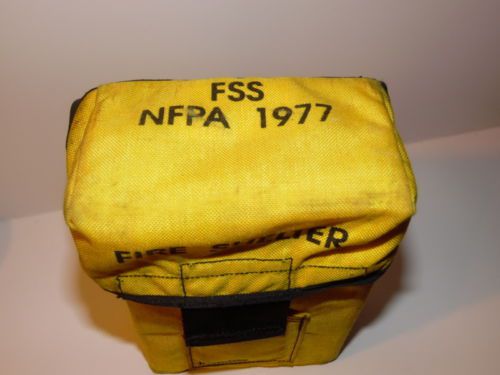 FSS
NFPA 1977
FIRE SHELTER